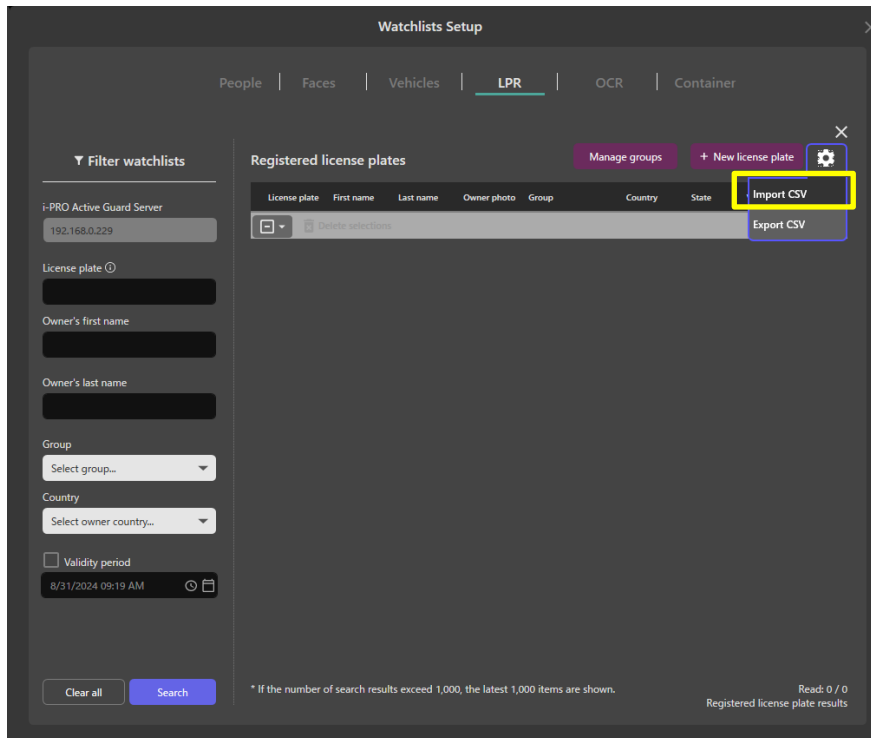 Watchlists Setup
People
Faces
Vehicles
LPR
OCR
Container
Filter watchlists
i-PRO Active Guard Server
192.168.0.229
License plate
Owner's first name
Owner's last name
Group
Select group...
Country
Select owner country...
Validity period
8/31/2024 09:19 AM
Clear all
Search
Registered license plates
Manage groups
+ New license plate
Import CSV
Export CSV
License plate First name Last name Owner photo Group Country State
Delete selections
* If the number of search results exceed 1,000, the latest 1,000 items are shown.
Read: 0 / 0
Registered license plate results